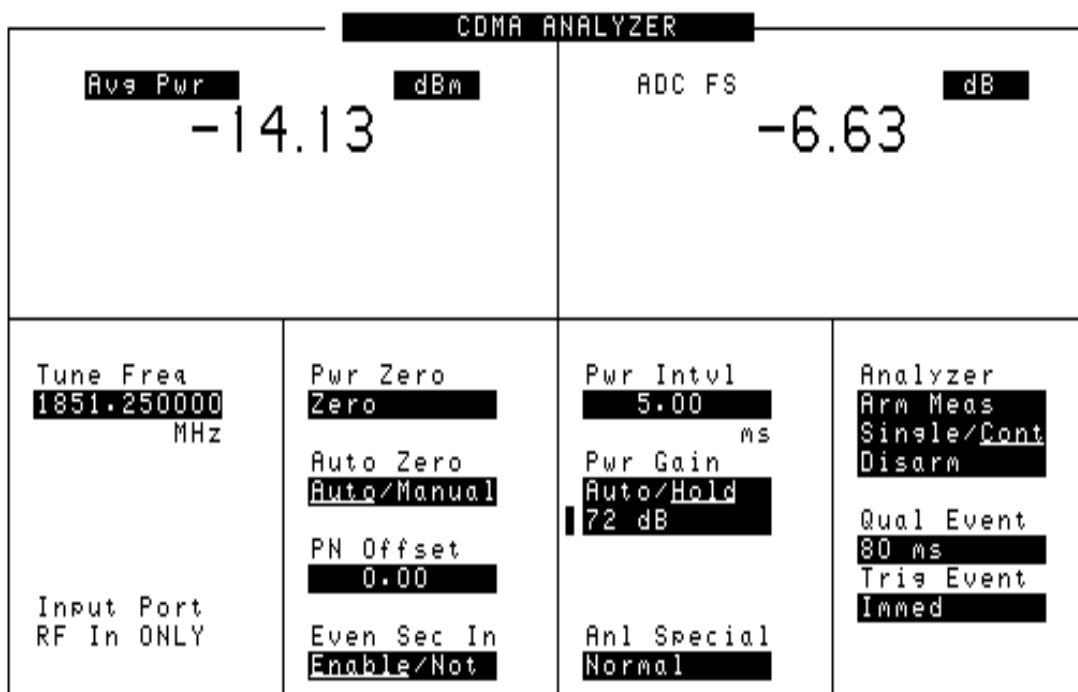 CDMA ANALYZER
Avg Pwr dBm
-14.13
ADC FS dB
-6.63
Tune Freq
1851.250000
MHz
Input Port
RF In ONLY
Pwr Zero
Zero
Auto Zero
Auto/Manual
PN Offset
0.00
Even Sec In
Enable/Not
Pwr Intvl
5.00
ms
Pwr Gain
Auto/Hold
72 dB
Anl Special
Normal
Analyzer
Arm Meas
Single/Cont
Disarm
Qual Event
80 ms
Trig Event
Immed